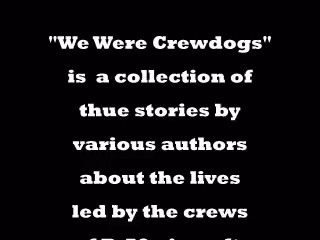 "We Were Crewdogs"
is a collection of
thue stories by
various authors
about the lives
led by the crews